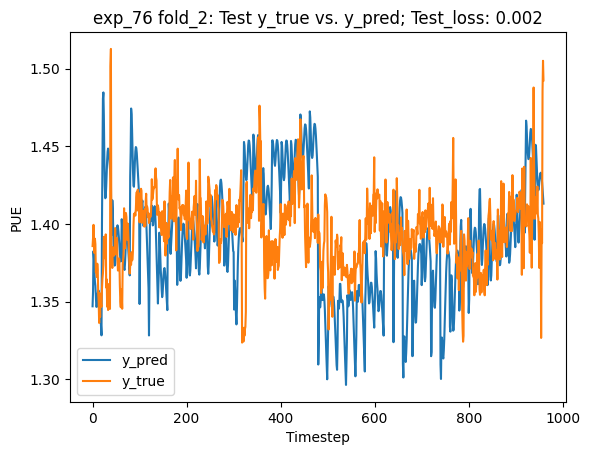 exp_76 fold_2: Test y_true vs. y_pred; Test_loss: 0.002
1.50
1.45
1.40
1.35
1.30
PUE
y_pred
y_true
0
200
400
600
800
1000
Timestep